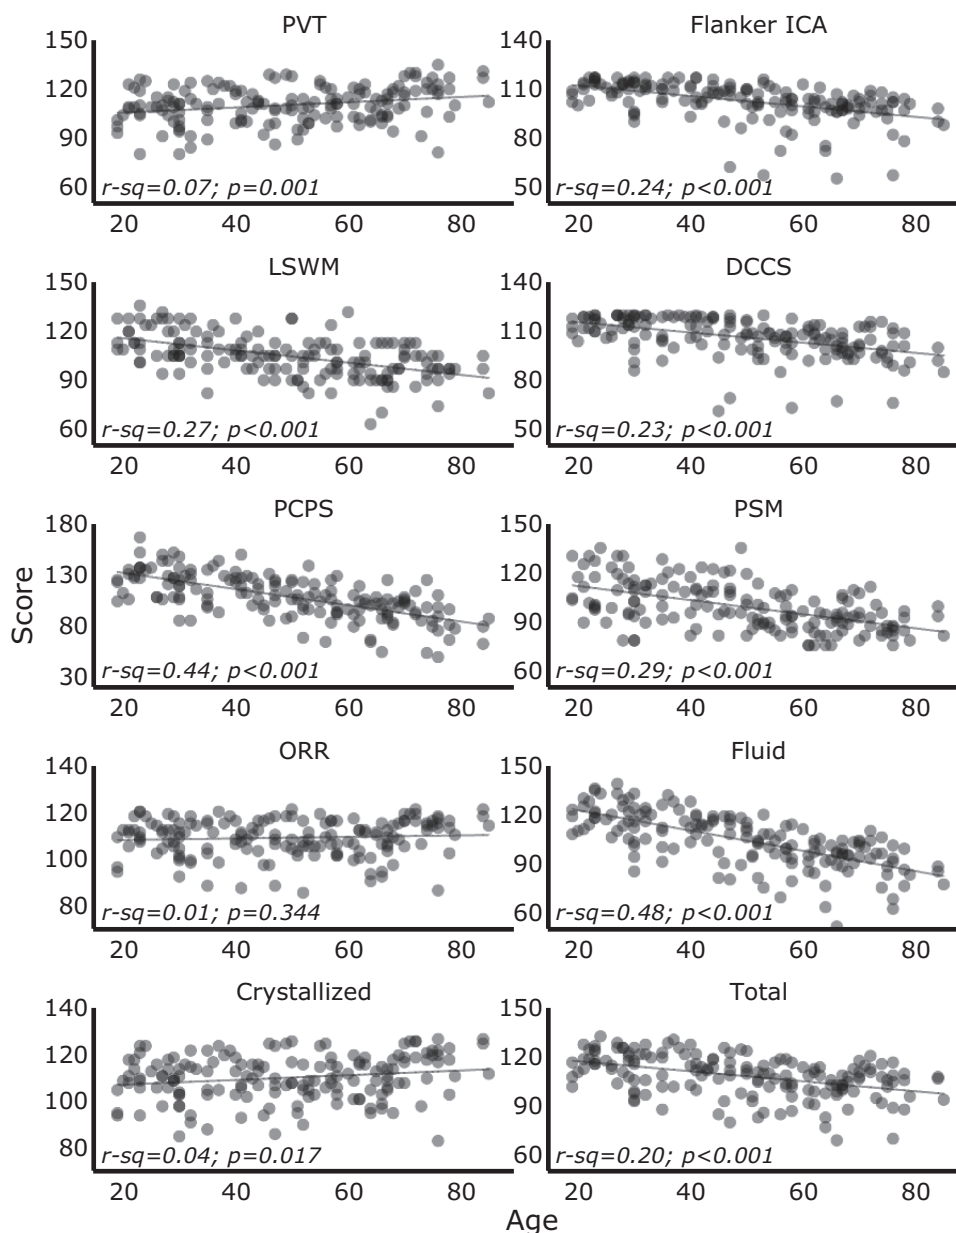 PVT
150
120
90
60
r-sq=0.07; p=0.001
20 40 60 80
Flanker ICA
140
110
80
50
r-sq=0.24; p<0.001
20 40 60 80
LSWM
150
120
90
60
r-sq=0.27; p<0.001
20 40 60 80
DCCS
140
110
80
50
r-sq=0.23; p<0.001
20 40 60 80
PCPS
180
130
80
30
r-sq=0.44; p<0.001
20 40 60 80
PSM
150
120
90
60
r-sq=0.29; p<0.001
20 40 60 80
Score
ORR
140
120
100
80
r-sq=0.01; p=0.344
20 40 60 80
Fluid
150
120
90
60
r-sq=0.48; p<0.001
20 40 60 80
Crystallized
140
120
100
80
r-sq=0.04; p=0.017
20 40 60 80
Total
150
120
90
60
r-sq=0.20; p<0.001
20 40 60 80
Age